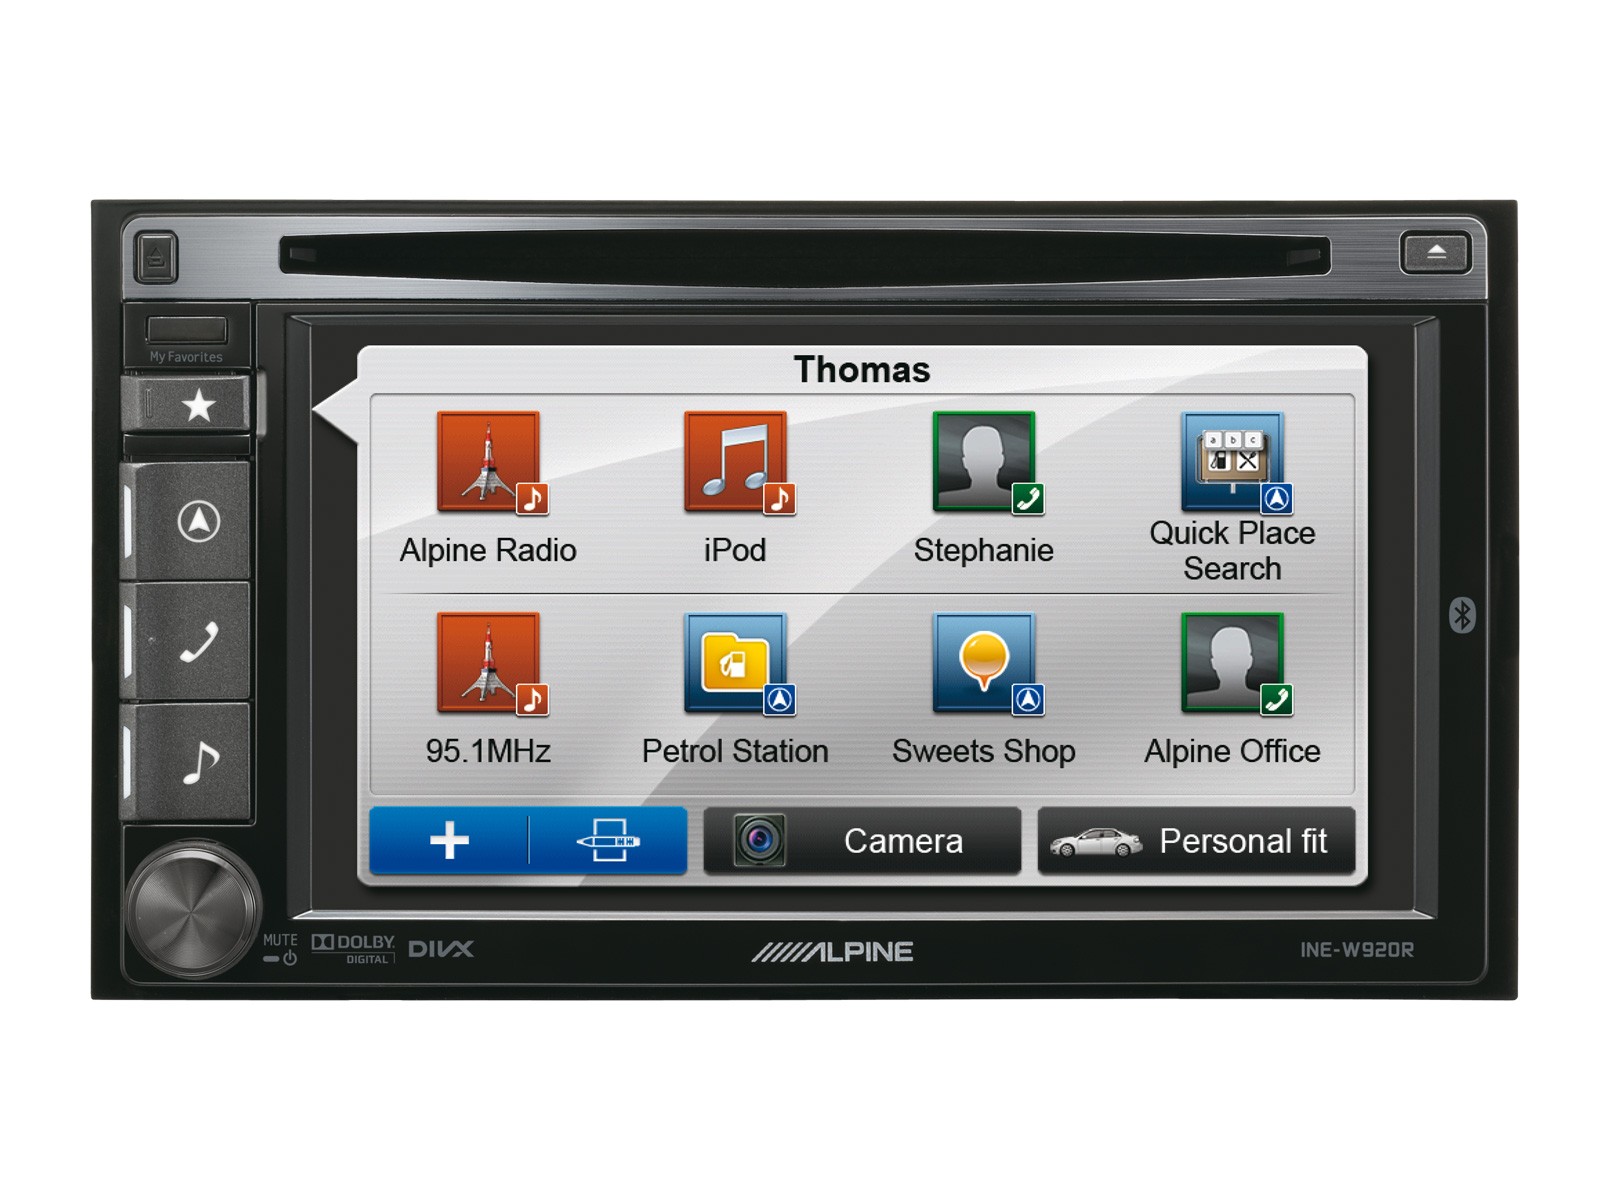 My Favorites
Thomas
Alpine Radio
iPod
Stephanie
Quick Place
Search
a b c
95.1MHz
Petrol Station
Sweets Shop
Alpine Office
Camera
Personal fit
MUTE
DOLBY
DIGITAL
DIVX
ALPINE
INE-W920R